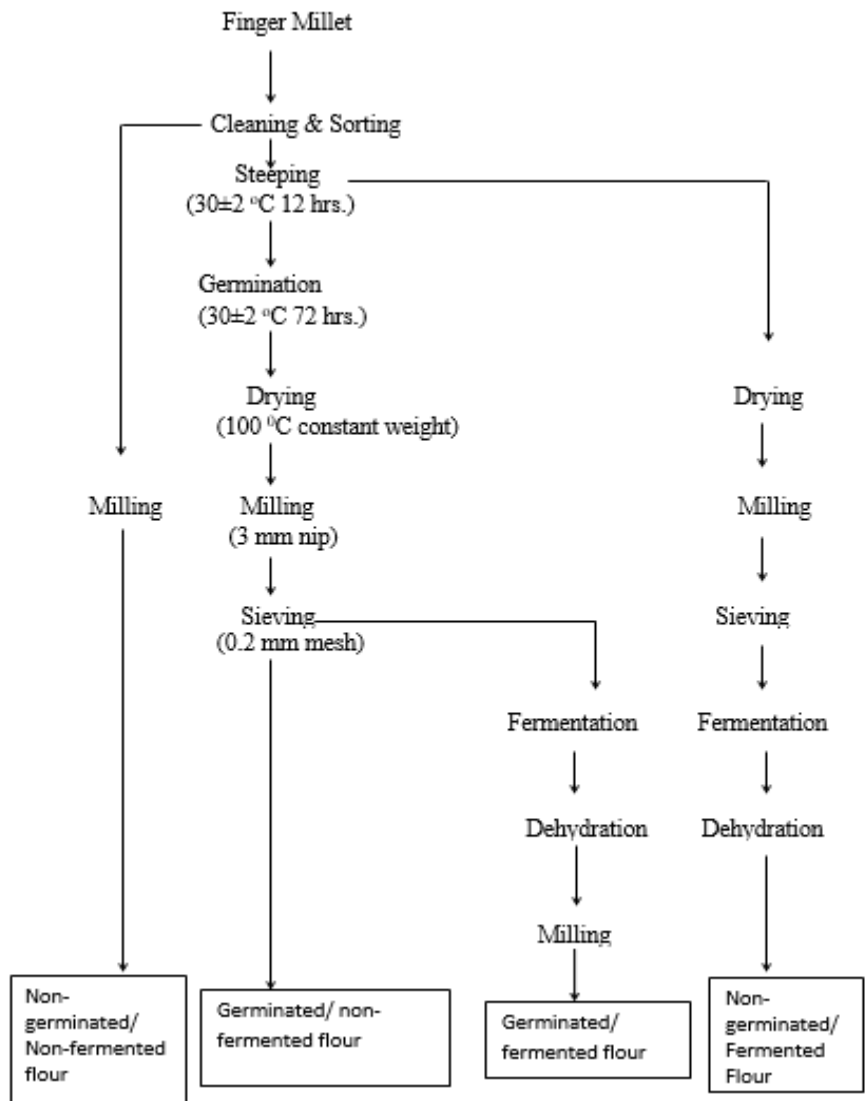 Finger Millet
Cleaning & Sorting
Steeping
(30±2 °C 12 hrs.)
Germination
(30±2 °C 72 hrs.)
Drying
(100 °C constant weight)
Drying
Milling
Milling
(3 mm nip)
Milling
Sieving
(0.2 mm mesh)
Sieving
Fermentation
Fermentation
Dehydration
Dehydration
Milling
Non-
germinated/
Non-fermented
flour
Germinated/ non-
fermented flour
Germinated/
fermented flour
Non-
germinated/
Fermented
Flour